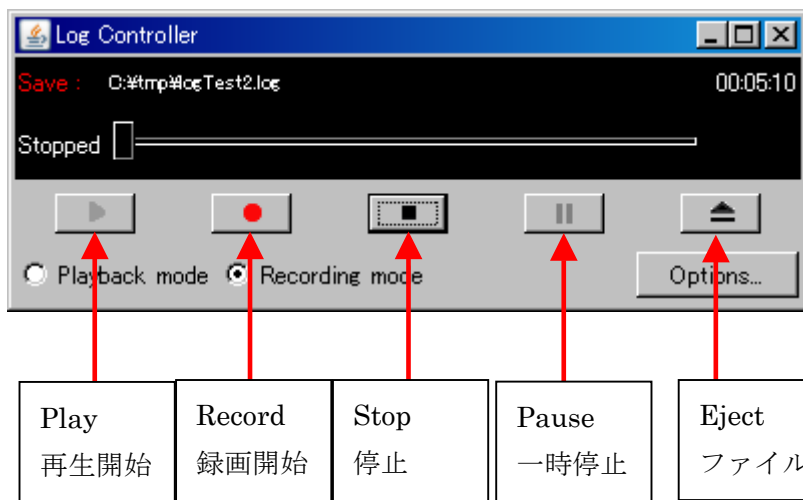 Log Controller
Save : C:¥tmp¥logTest2.log 00:05:10
Stopped
Playback mode Recording mode Options...
Play Record Stop Pause Eject
再生開始 録画開始 停止 一時停止 ファイル